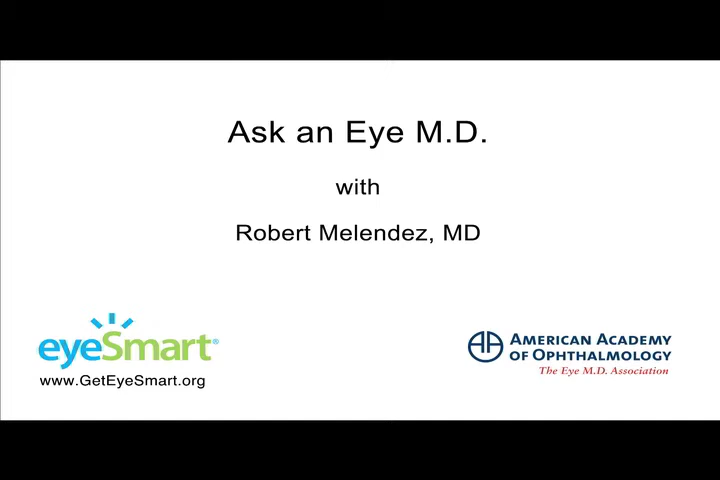 Ask an Eye M.D.
with
Robert Melendez, MD
eyeSmart®
www.GetEyeSmart.org
AMERICAN ACADEMY
OF OPHTHALMOLOGY
The Eye M.D. Association